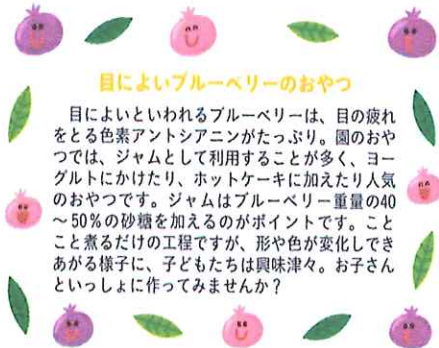 目によいブルーベリーのおやつ
目によいといわれるブルーベリーは、目の疲れ
をとる色素アントシアニンがたっぷり。園のおや
つでは、ジャムとして利用することが多く、ヨー
グルトにかけたり、ホットケーキに加えたり人気
のおやつです。ジャムはブルーベリー重量の40
～50％の砂糖を加えるのがポイントです。こと
こと煮るだけの工程ですが、形や色が変化しでき
あがる様子に、子どもたちは興味津々。お子さん
といっしょに作ってみませんか？